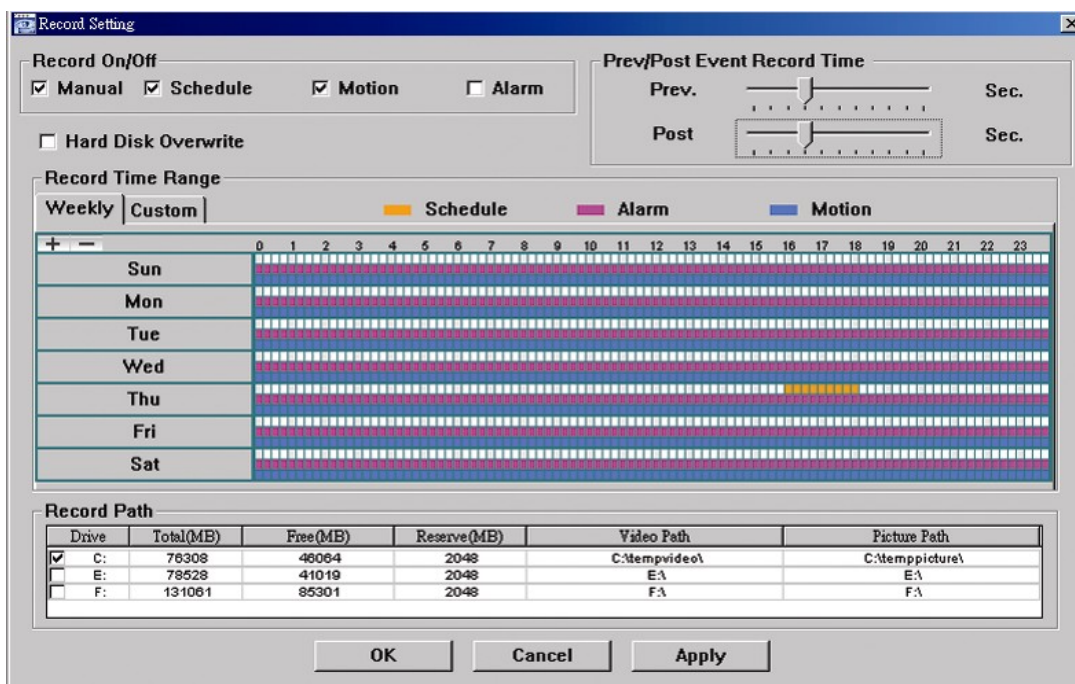 Record Setting
Record On/Off
Manual Schedule Motion Alarm
Prev/Post Event Record Time
Prev. Sec.
Post Sec.
Hard Disk Overwrite
Record Time Range
Weekly Custom Schedule Alarm Motion
+ - 0 1 2 3 4 5 6 7 8 9 10 11 12 13 14 15 16 17 18 19 20 21 22 23
Sun
Mon
Tue
Wed
Thu
Fri
Sat
Record Path
Drive Total(MB) Free(MB) Reserve(MB) Video Path Picture Path
C: 76308 46064 2048 C:\tempvideo\ C:\temppicture\
E: 78528 41019 2048 E:\ E:\
F: 131061 85301 2048 F:\ F:\
OK Cancel Apply